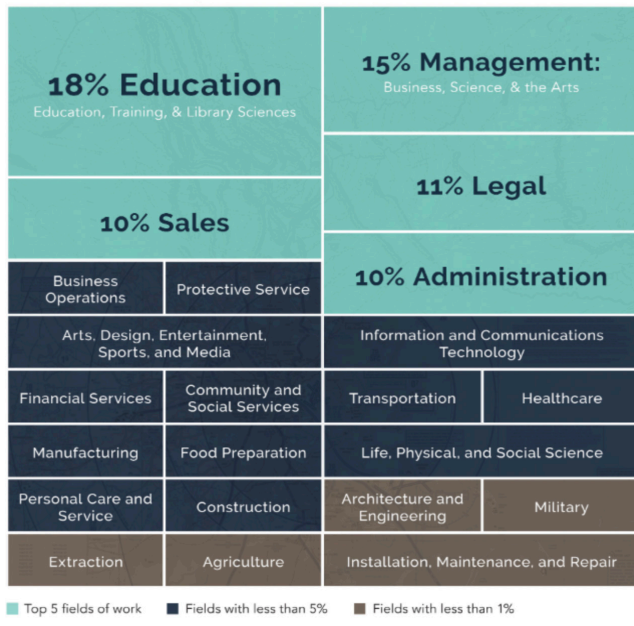 18% Education
Education, Training, & Library Sciences
15% Management:
Business, Science, & the Arts
11% Legal
10% Sales
10% Administration
Business
Operations
Protective Service
Arts, Design, Entertainment,
Sports, and Media
Information and Communications
Technology
Financial Services
Community and
Social Services
Transportation
Healthcare
Manufacturing
Food Preparation
Life, Physical, and Social Science
Personal Care and
Service
Construction
Architecture and
Engineering
Military
Extraction
Agriculture
Installation, Maintenance, and Repair
Top 5 fields of work
Fields with less than 5%
Fields with less than 1%